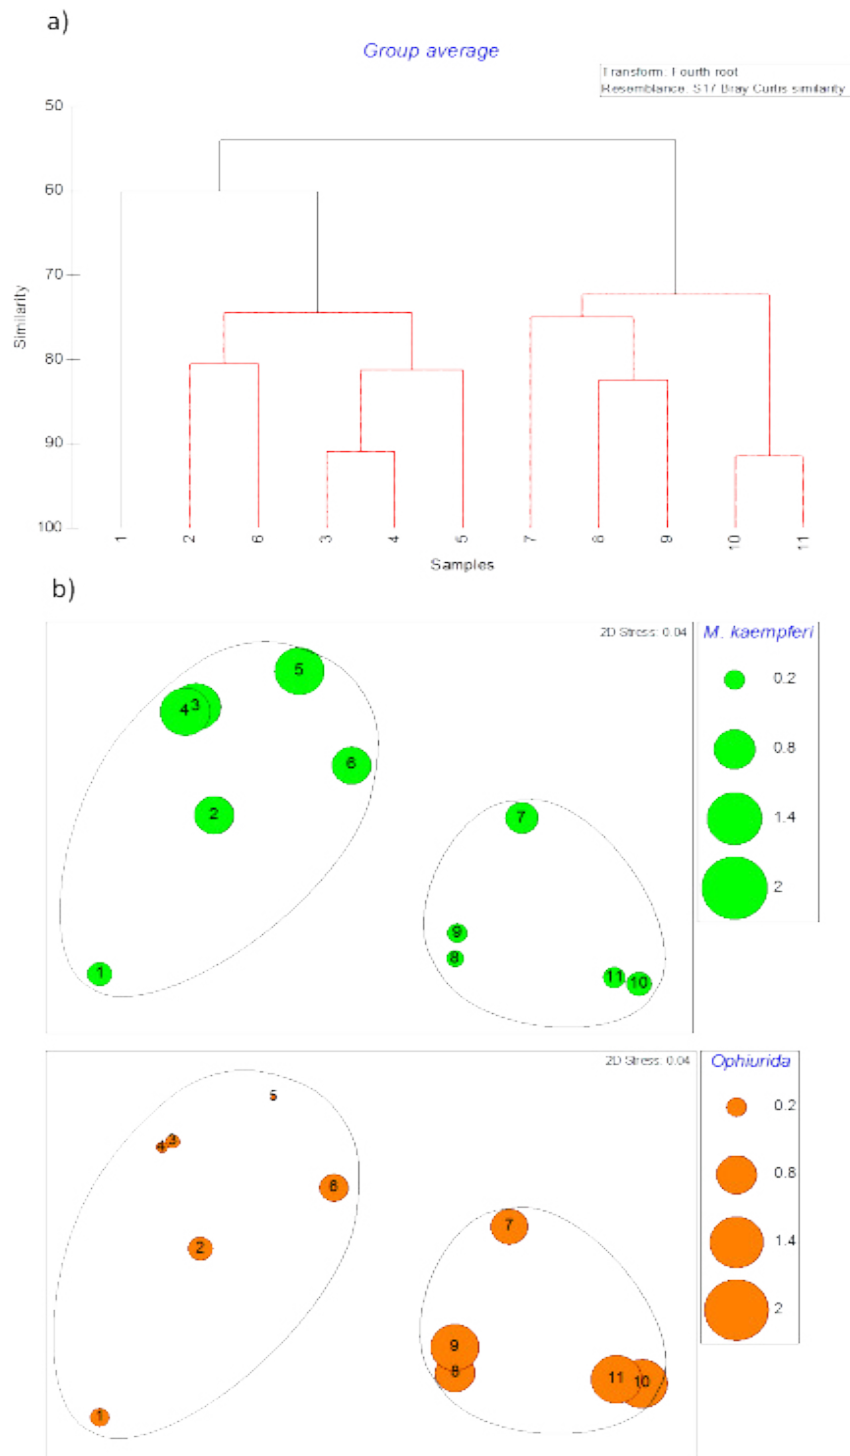 a)
Group average
Transform: Fourth root
Resemblance: S17 Bray Curtis similarity
50
60
70
80
90
100
Similarity
1 2 6 3 4 5 7 8 9 10 11
Samples
b)
2D Stress: 0.04
M. kaempferi
5
4 3
6
2
7
9
8
1
11 10
0.2
0.8
1.4
2
2D Stress: 0.04
Ophiurida
5
4 3
6
7
2
9
8
11 10
1
0.2
0.8
1.4
2